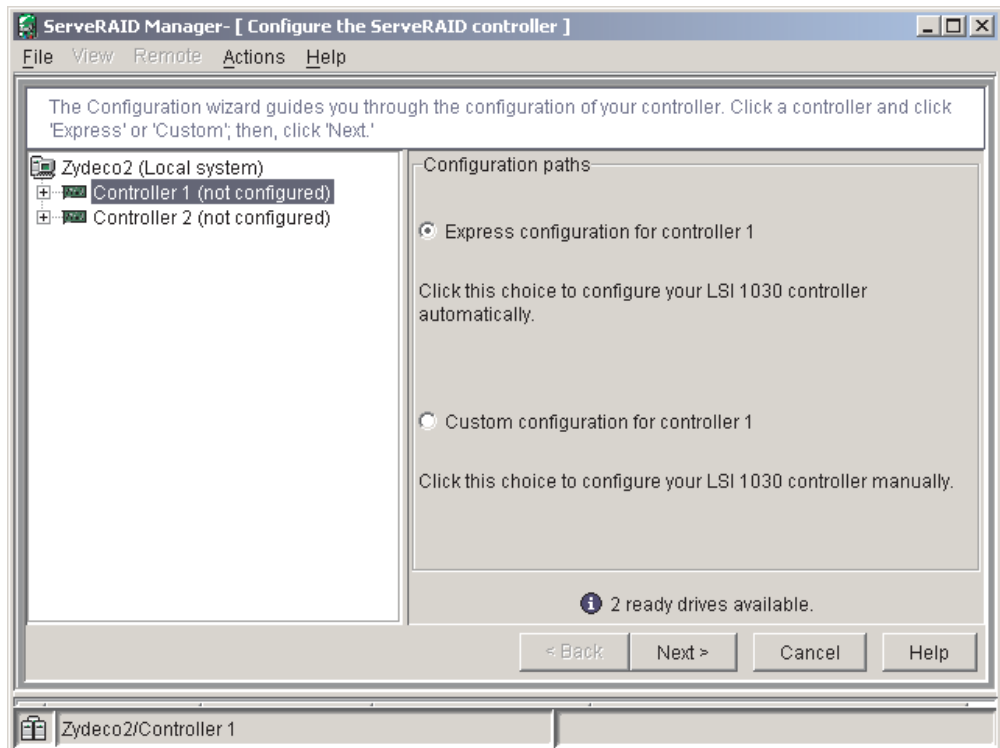 ServeRAID Manager- [ Configure the ServeRAID controller ]
File View Remote Actions Help
The Configuration wizard guides you through the configuration of your controller. Click a controller and click
'Express' or 'Custom'; then, click 'Next.'
Zydeco2 (Local system)
Controller 1 (not configured)
Controller 2 (not configured)
Configuration paths
Express configuration for controller 1
Click this choice to configure your LSI 1030 controller
automatically.
Custom configuration for controller 1
Click this choice to configure your LSI 1030 controller manually.
2 ready drives available.
< Back Next > Cancel Help
Zydeco2/Controller 1